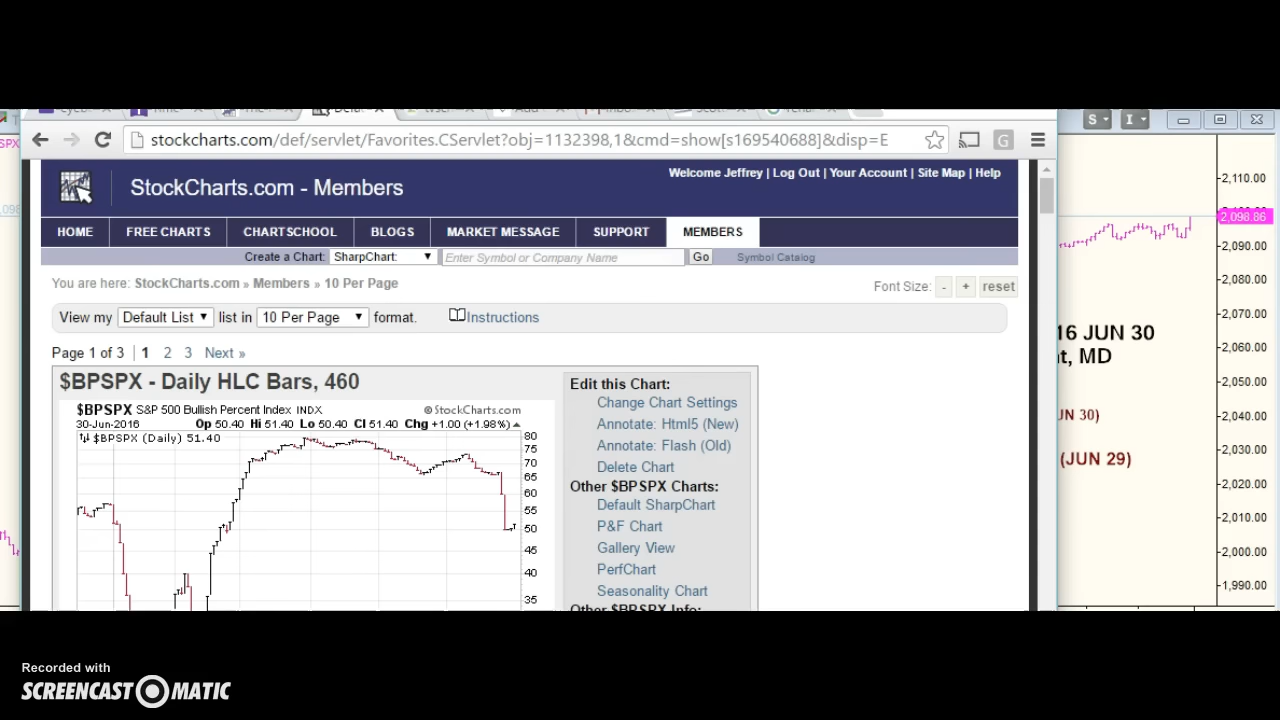 stockcharts.com/def/servlet/Favorites.CServlet?obj=1132398,1&cmd=show[s169540688]&disp=E
StockCharts.com - Members
Welcome Jeffrey | Log Out | Your Account | Site Map | Help
HOME FREE CHARTS CHARTSCHOOL BLOGS MARKET MESSAGE SUPPORT MEMBERS
Create a Chart: SharpChart: Enter Symbol or Company Name Go Symbol Catalog
You are here: StockCharts.com » Members » 10 Per Page
Font Size: - + reset
View my Default List list in 10 Per Page format. Instructions
Page 1 of 3 | 1 2 3 Next »
$BPSPX - Daily HLC Bars, 460
$BPSPX S&P 500 Bullish Percent Index INDX © StockCharts.com
30-Jun-2016 Op 50.40 Hi 51.40 Lo 50.40 Cl 51.40 Chg +1.00 (+1.98%)
$BPSPX (Daily) 51.40
80
75
70
65
60
55
50
45
40
35
Edit this Chart:
Change Chart Settings
Annotate: Html5 (New)
Annotate: Flash (Old)
Delete Chart
Other $BPSPX Charts:
Default SharpChart
P&F Chart
Gallery View
PerfChart
Seasonality Chart
Other $BPSPX Info:
S I
2,110.00
2,098.86
2,090.00
2,080.00
2,070.00
2,060.00
2,050.00
2,040.00
2,030.00
2,020.00
2,010.00
2,000.00
1,990.00
16 JUN 30
t, MD
UN 30)
(JUN 29)
Recorded with
SCREENCAST O MATIC